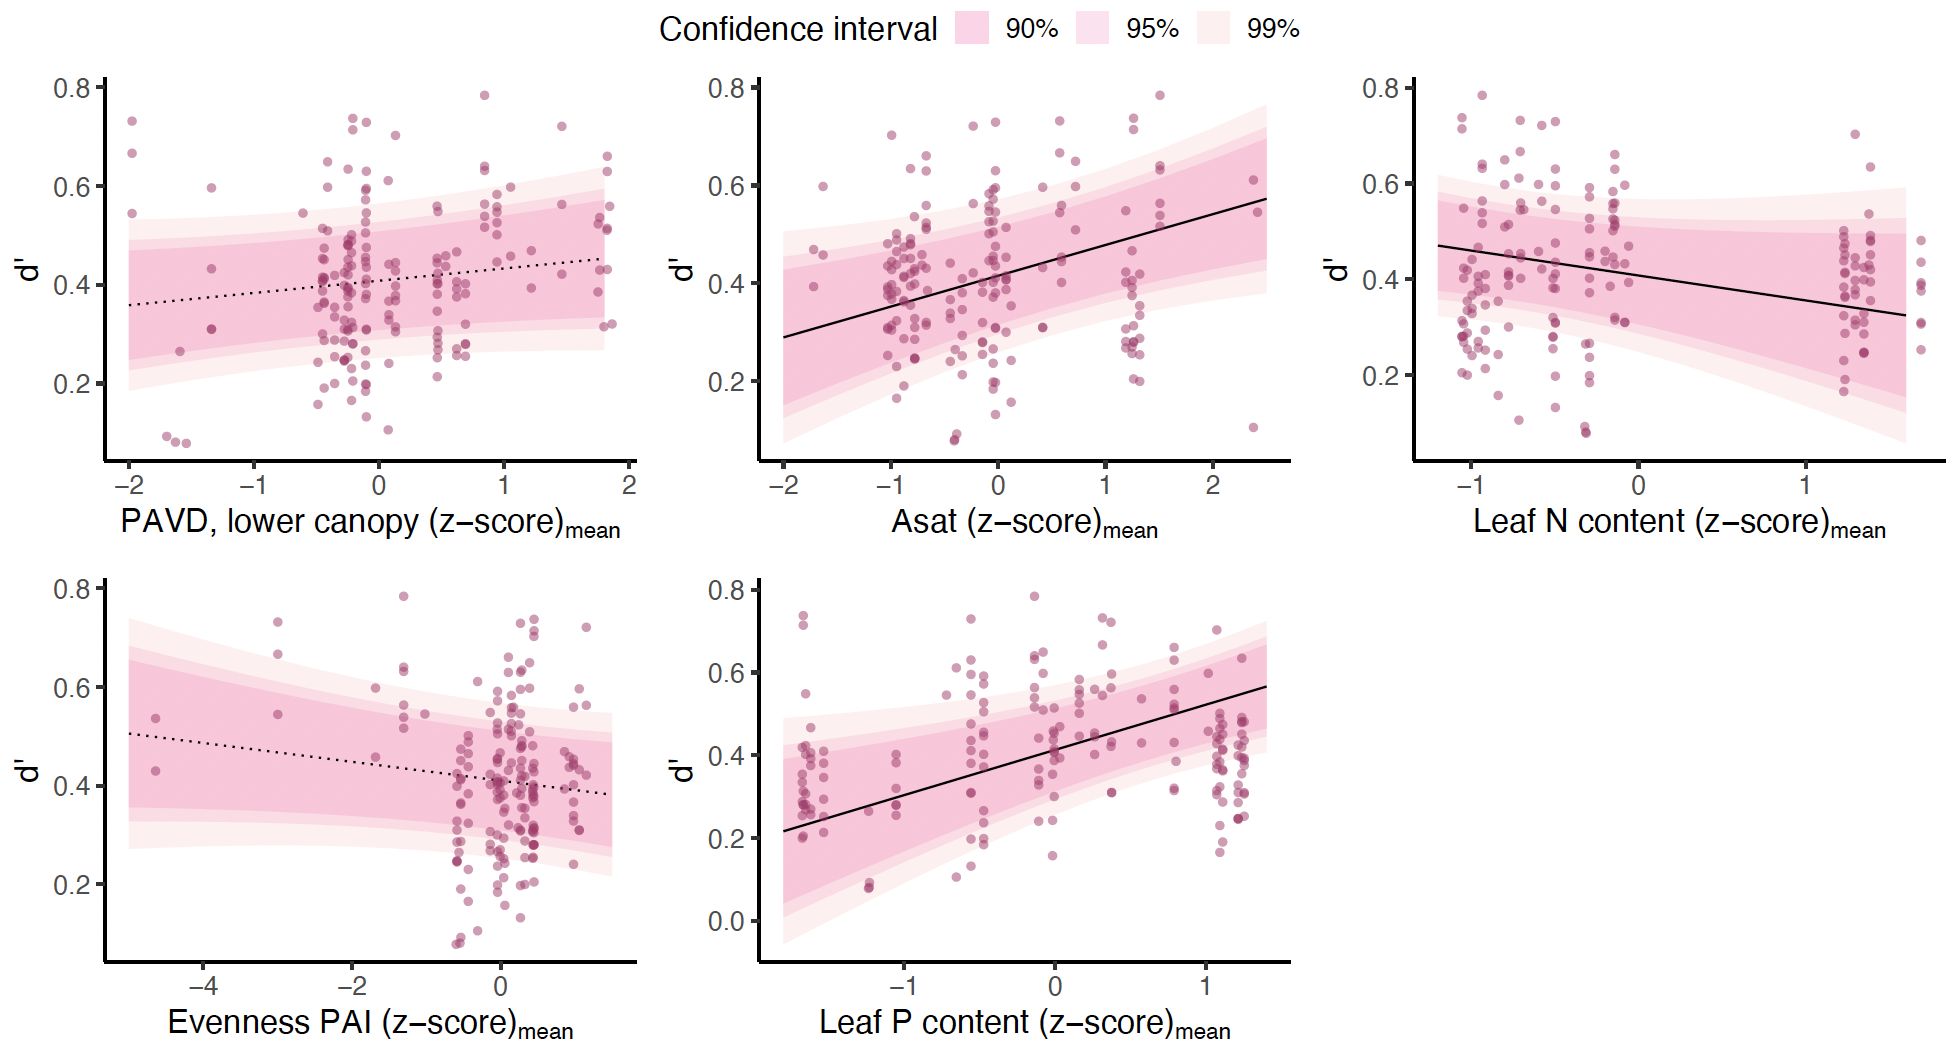 Confidence interval 90% 95% 99%
0.8
0.6
0.4
0.2
d'
−2 −1 0 1 2
PAVD, lower canopy (z−score)mean
0.8
0.6
0.4
0.2
d'
−2 −1 0 1 2
Asat (z−score)mean
0.8
0.6
0.4
0.2
d'
−1 0 1
Leaf N content (z−score)mean
0.8
0.6
0.4
0.2
d'
−4 −2 0
Evenness PAI (z−score)mean
0.8
0.6
0.4
0.2
0.0
d'
−1 0 1
Leaf P content (z−score)mean